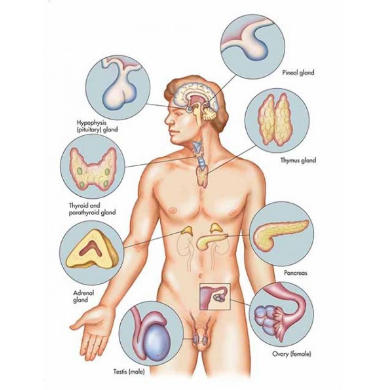 Pineal gland
Hypophysis
(pituitary) gland
Thymus gland
Thyroid and
parathyroid gland
Adrenal
gland
Pancreas
Ovary (female)
Testis (male)